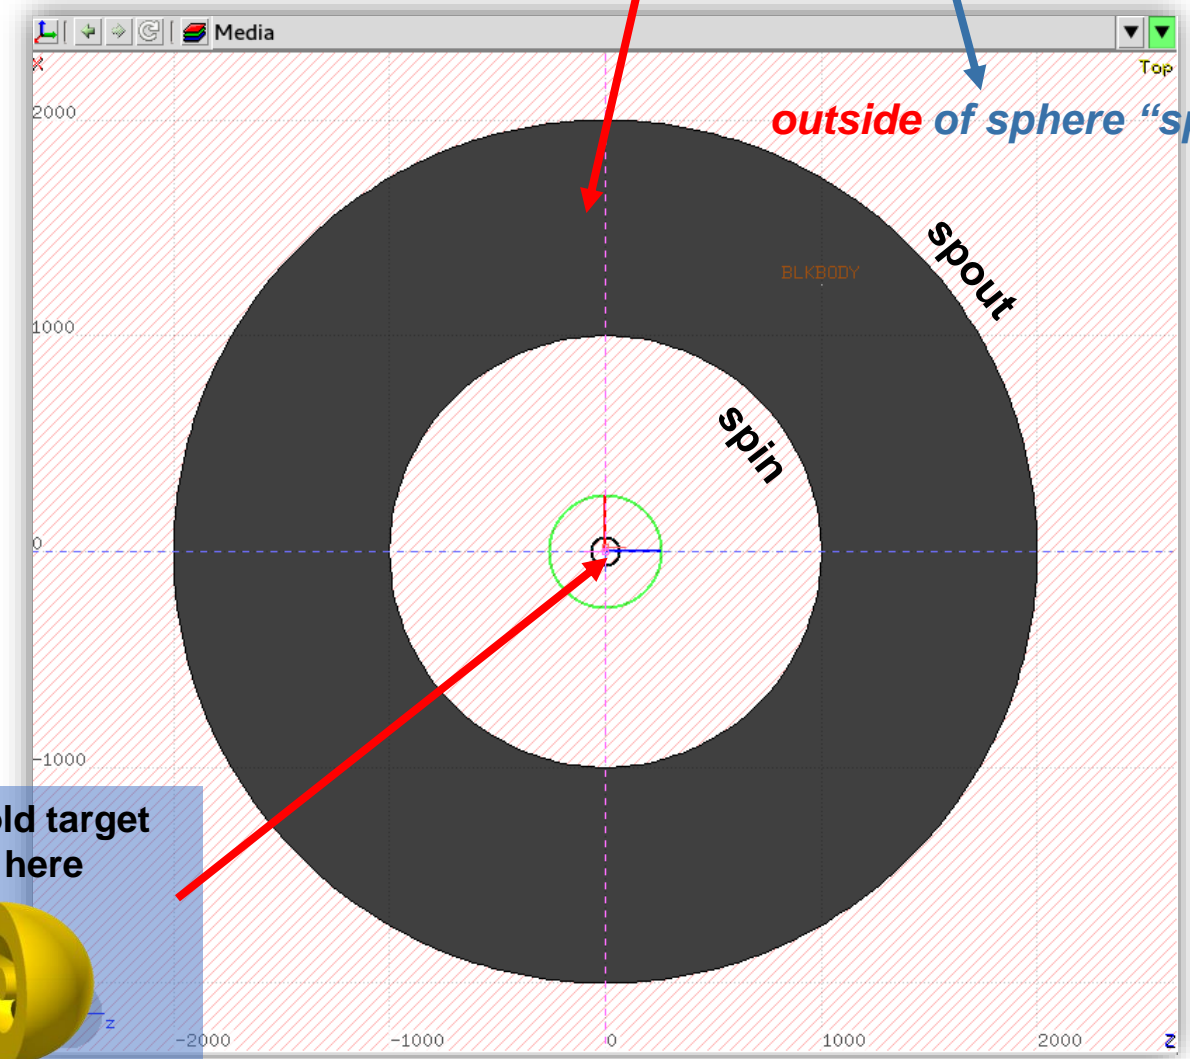 Media
x
Top
2000
outside of sphere
spout
BLKBODY
1000
spin
0
-1000
here
target
z
-2000 -1000 0 1000 2000 z